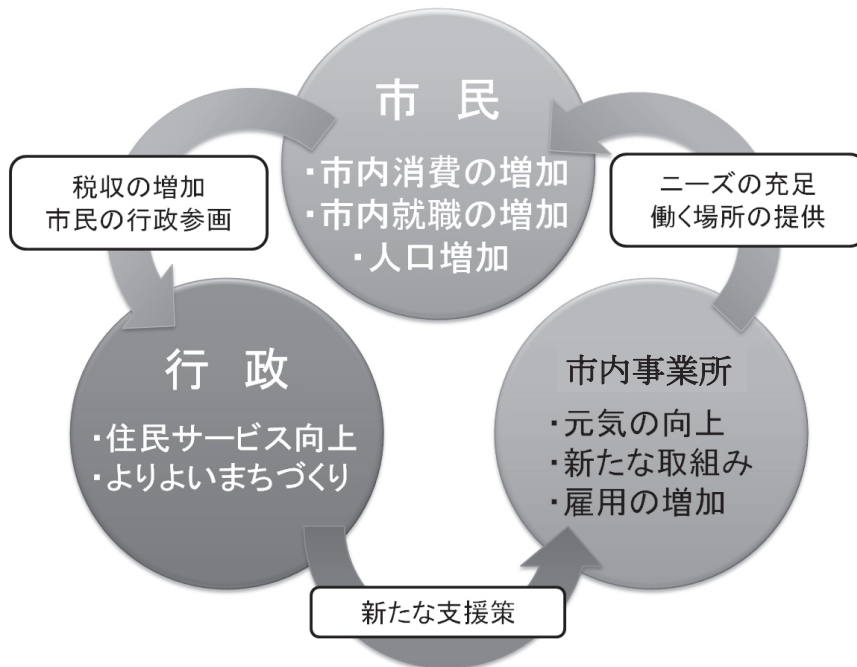 市 民
・市内消費の増加
・市内就職の増加
・人口増加
税収の増加
市民の行政参画
ニーズの充足
働く場所の提供
行 政
・住民サービス向上
・よりよいまちづくり
市内事業所
・元気の向上
・新たな取組み
・雇用の増加
新たな支援策